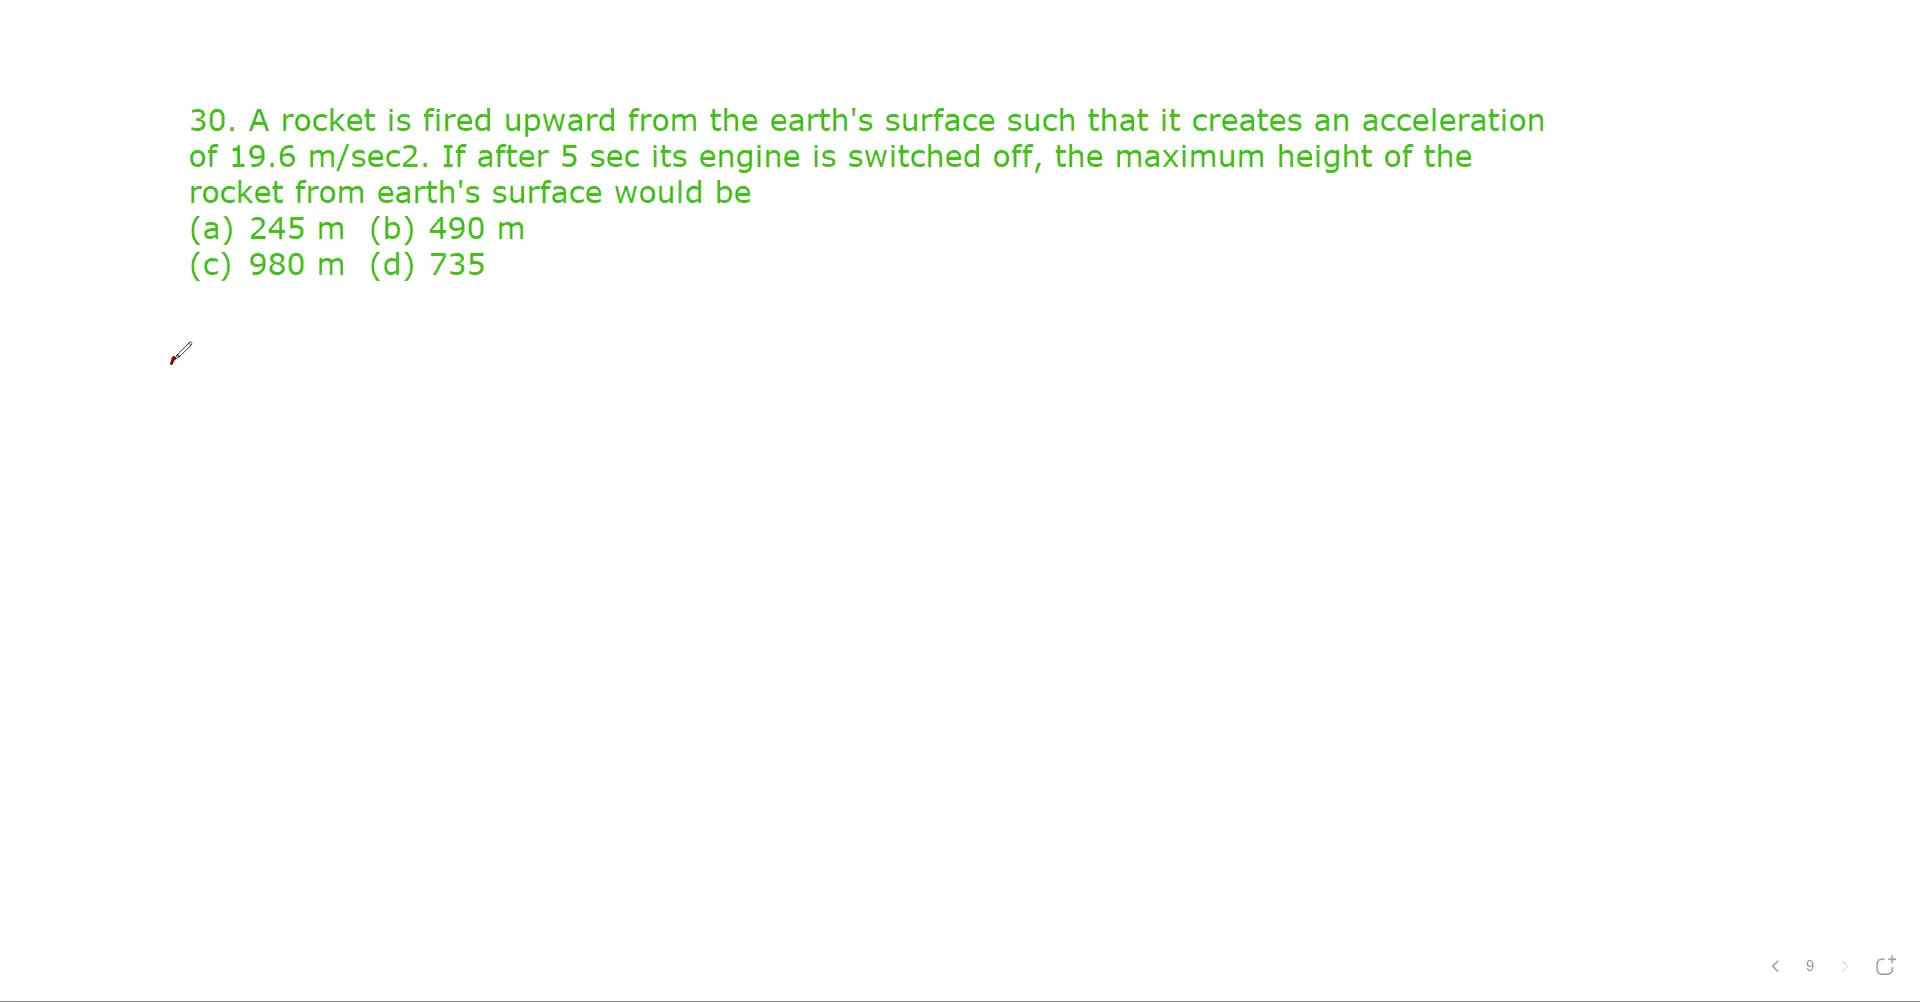 30. A rocket is fired upward from the earth's surface such that it creates an acceleration
of 19.6 m/sec2. If after 5 sec its engine is switched off, the maximum height of the
rocket from earth's surface would be
(a) 245 m (b) 490 m
(c) 980 m (d) 735
9